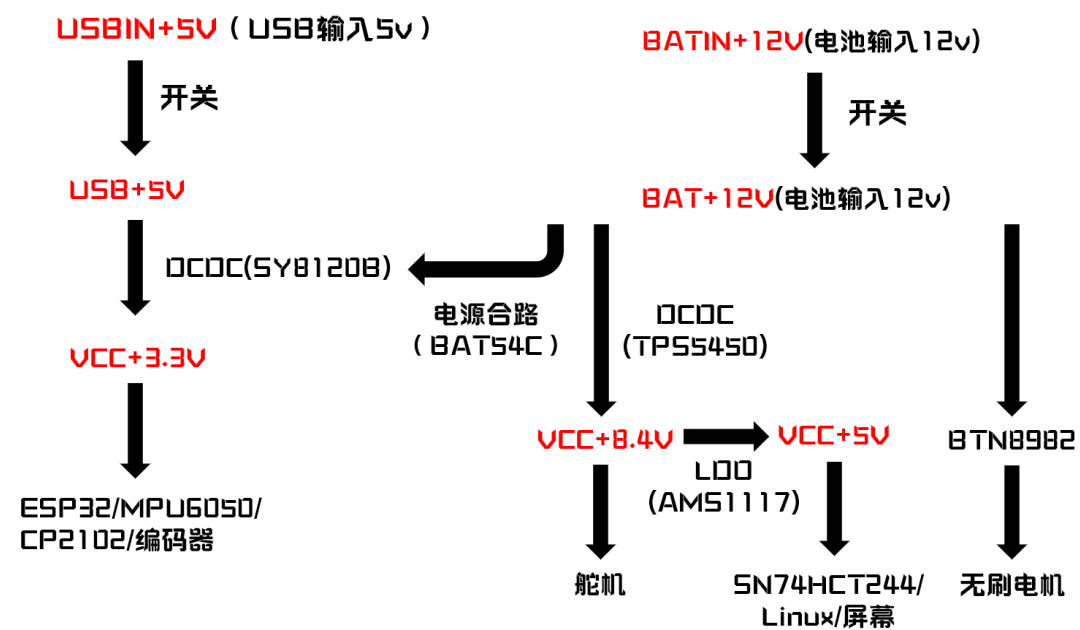 USBIN+5V（USB输入5v）
BATIN+12V(电池输入12v)
开关
开关
USB+5V
BAT+12V(电池输入12v)
DCDC(SY8120B)
电源合路
（BAT54C）
DCDC
(TPS5450)
VCC+3.3V
VCC+8.4V
VCC+5V
BTN8982
LDO
(AMS1117)
ESP32/MPU6050/
CP2102/编码器
舵机
SN74HCT244/
Linux/屏幕
无刷电机